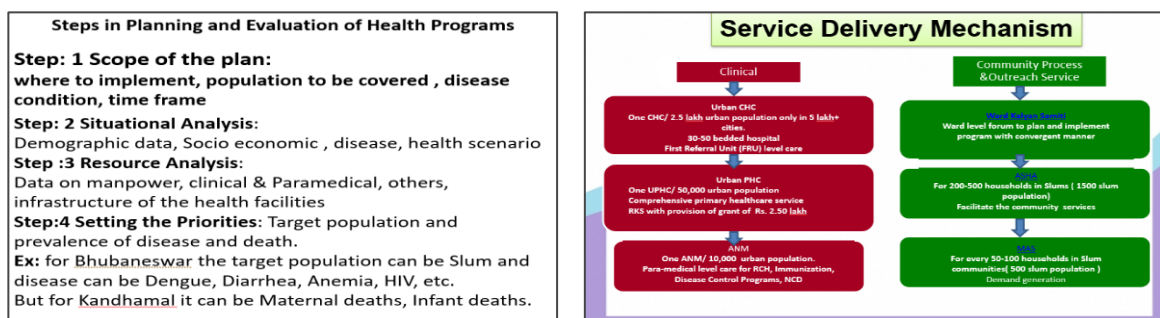 Steps in Planning and Evaluation of Health Programs
Step: 1 Scope of the plan:
where to implement, population to be covered , disease
condition, time frame
Step: 2 Situational Analysis:
Demographic data, Socio economic , disease, health scenario
Step :3 Resource Analysis:
Data on manpower, clinical & Paramedical, others,
infrastructure of the health facilities
Step:4 Setting the Priorities: Target population and
prevalence of disease and death.
Ex: for Bhubaneswar the target population can be Slum and
disease can be Dengue, Diarrhea, Anemia, HIV, etc.
But for Kandhamal it can be Maternal deaths, Infant deaths.
Service Delivery Mechanism
Clinical
Urban CHC
One CHC/ 2.5 lakh urban population only in 5 lakh+
cities.
30-50 bedded hospital
First Referral Unit (FRU) level care
Urban PHC
One UPHC/ 50,000 urban population
Comprehensive primary healthcare service
RKS with provision of grant of Rs. 2.50 lakh
ANM
One ANM/ 10,000 urban population.
Para-medical level care for RCH, Immunization,
Disease Control Programs, NCD
Community Process
&Outreach Service
Ward Kalyan Samiti
Ward level forum to plan and implement
program with convergent manner
ASHA
For 200-500 households in Slums ( 1500 slum
population)
Facilitate the community services
MAS
For every 50-100 households in Slum
communities( 500 slum population )
Demand generation